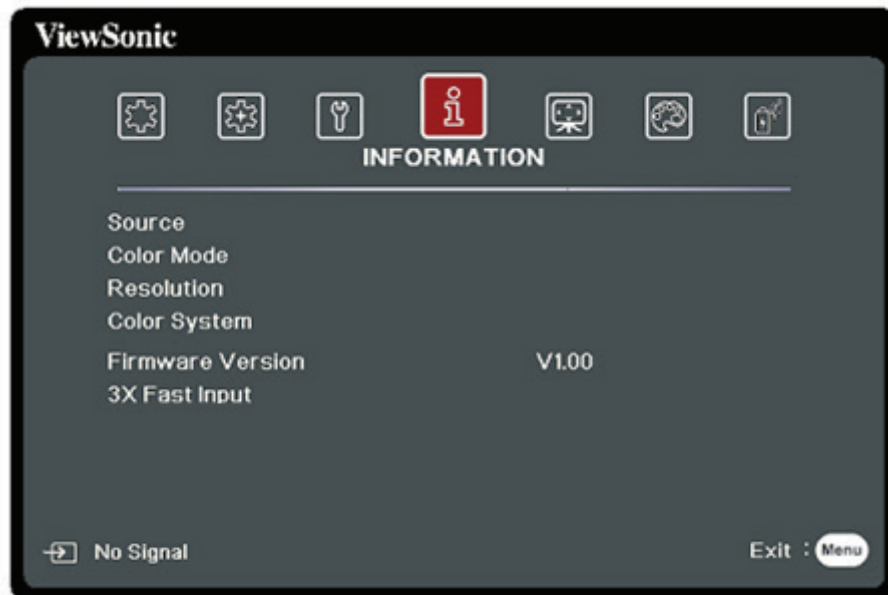 ViewSonic
INFORMATION
Source
Color Mode
Resolution
Color System
Firmware Version V1.00
3X Fast Input
No Signal Exit : Menu